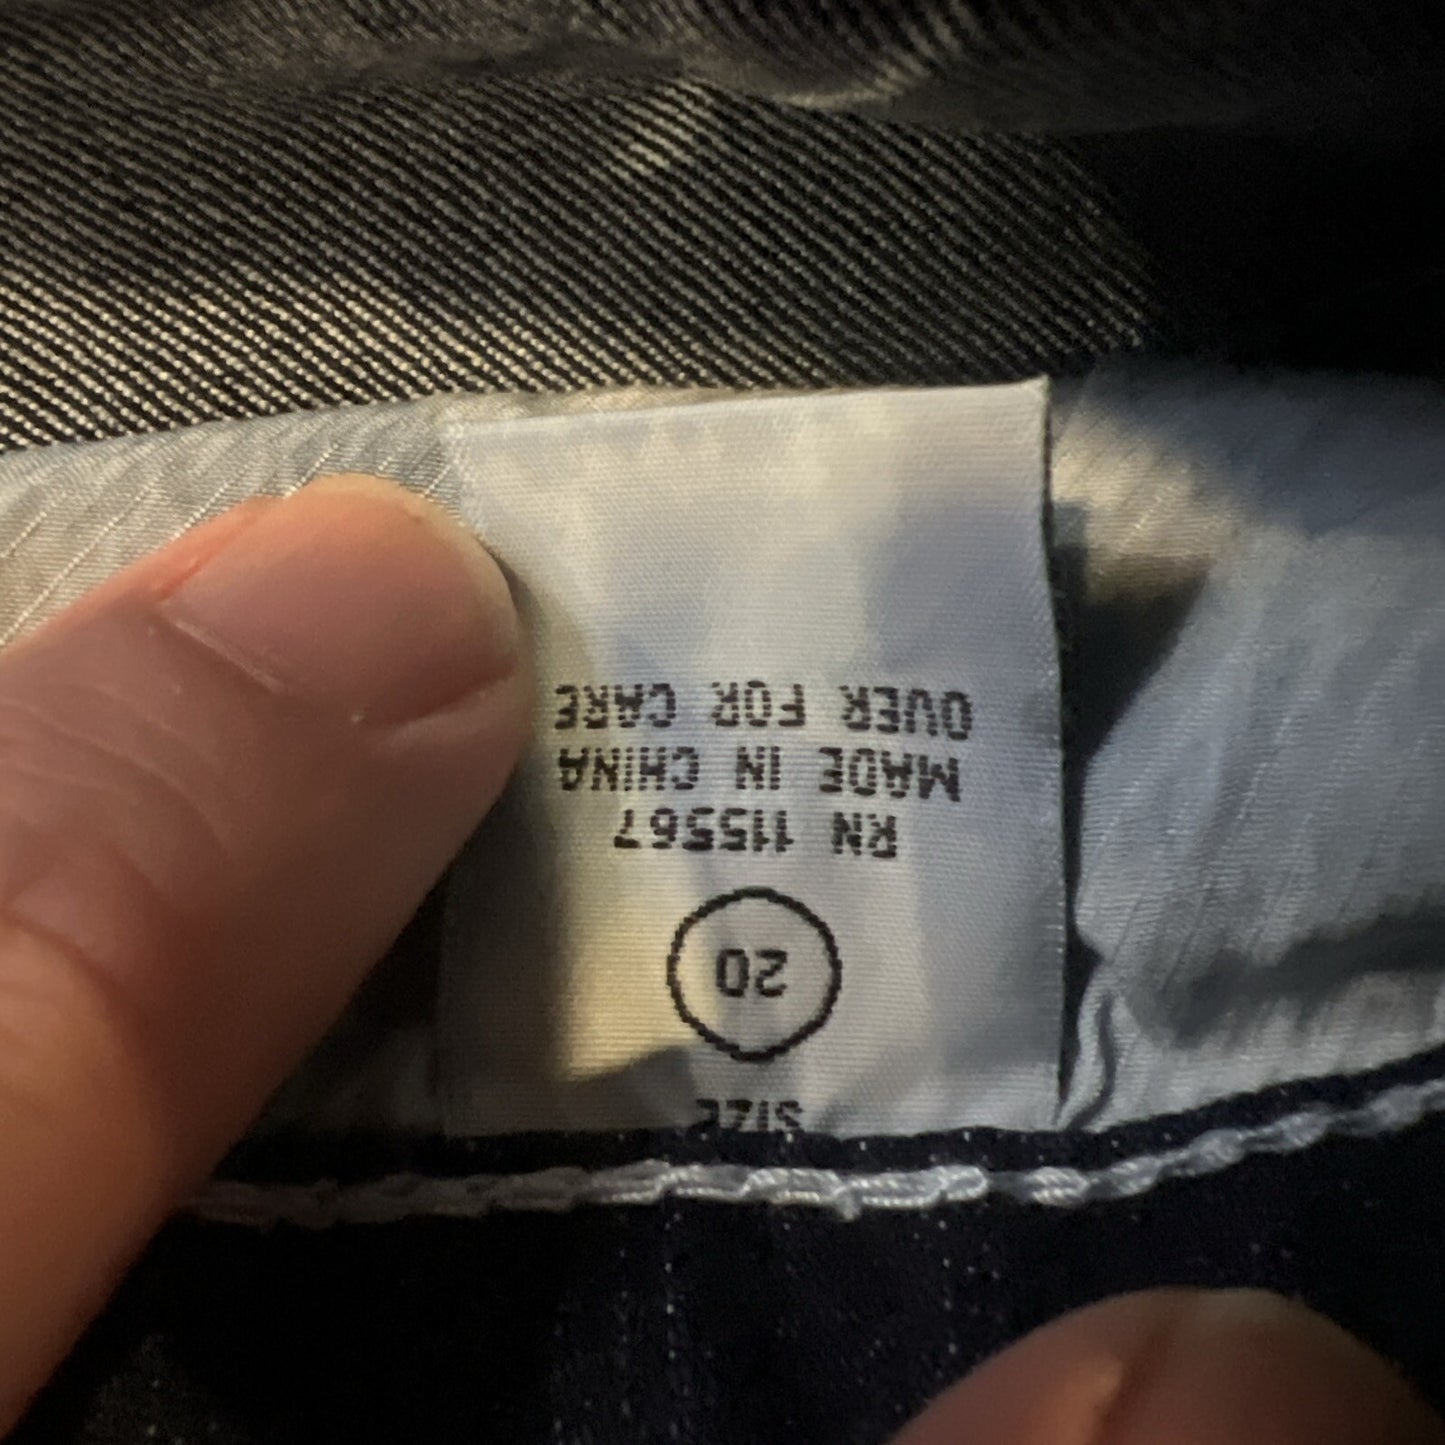 SIZE
20
RN 115567
MADE IN CHINA
OVER FOR CARE